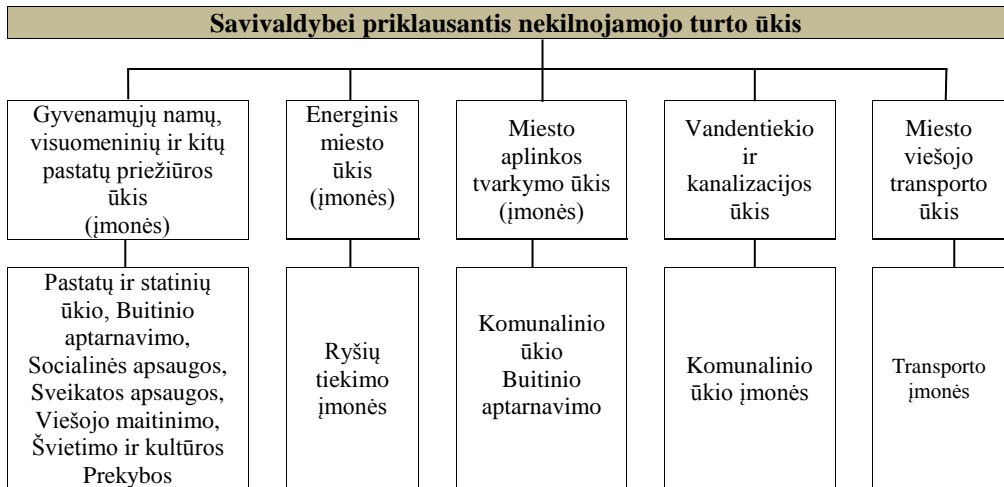 Savivaldybei priklausantis nekilnojamojo turto ūkis
Gyvenamųjų namų,
visuomeninių ir kitų
pastatų priežiūros
ūkis
(įmonės)
Energinis
miesto
ūkis
(įmonės)
Miesto
aplinkos
tvarkymo ūkis
(įmonės)
Vandentiekio
ir
kanalizacijos
ūkis
Miesto
viešojo
transporto
ūkis
Pastatų ir statinių
ūkio, Buitinio
aptarnavimo,
Socialinės apsaugos,
Sveikatos apsaugos,
Viešojo maitinimo,
Švietimo ir kultūros
Prekybos
Ryšių
tiekimo
įmonės
Komunalinio
ūkio
Buitinio
aptarnavimo
Komunalinio
ūkio įmonės
Transporto
įmonės